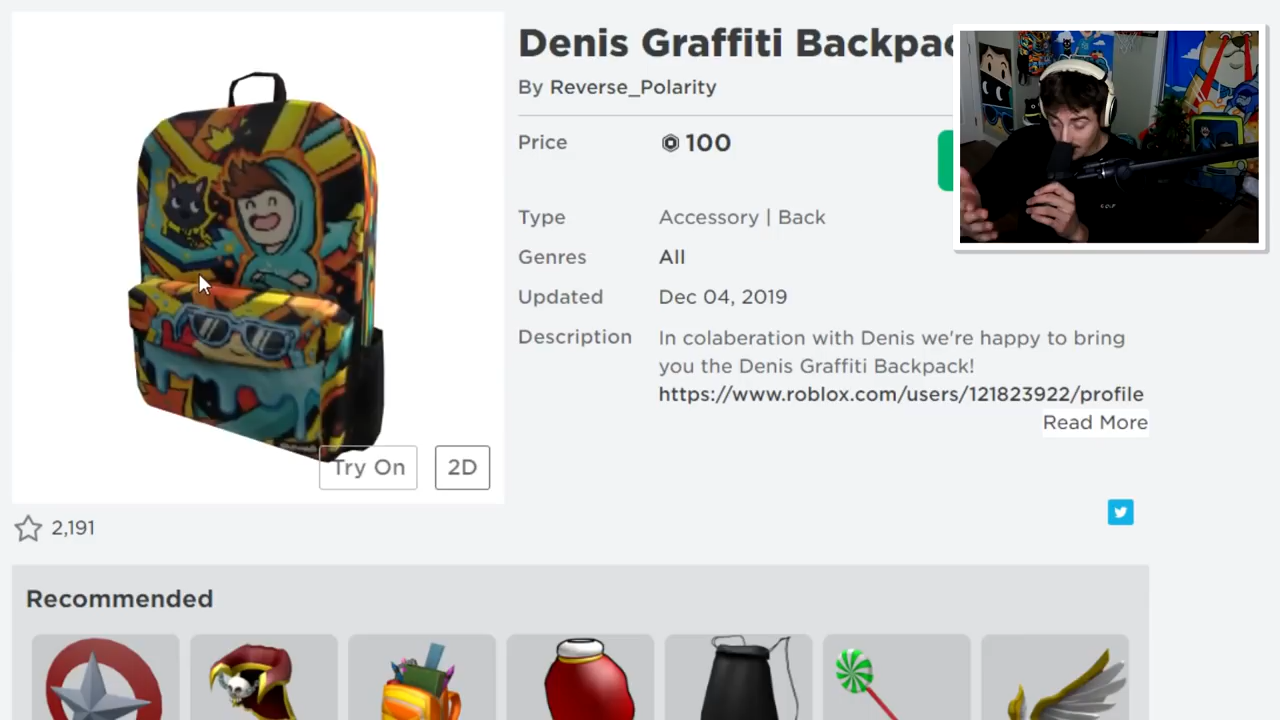 Denis Graffiti Backpac
By Reverse_Polarity
Price 100
Type Accessory | Back
Genres All
Updated Dec 04, 2019
Description In colaberation with Denis we're happy to bring
you the Denis Graffiti Backpack!
https://www.roblox.com/users/121823922/profile
Read More
Try On 2D
2,191
Recommended